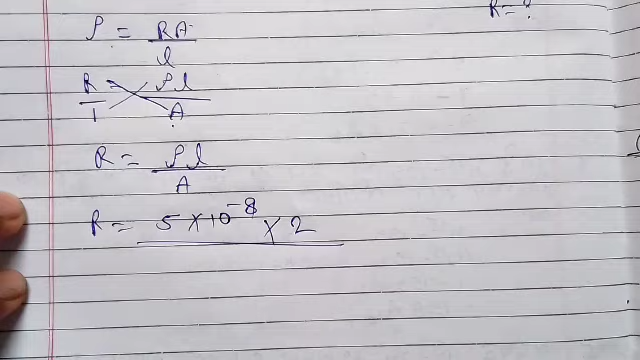 R = ?
ρ = RA / l
R / 1 = ρl / A
R = ρl / A
R = 5 × 10⁻⁸ × 2